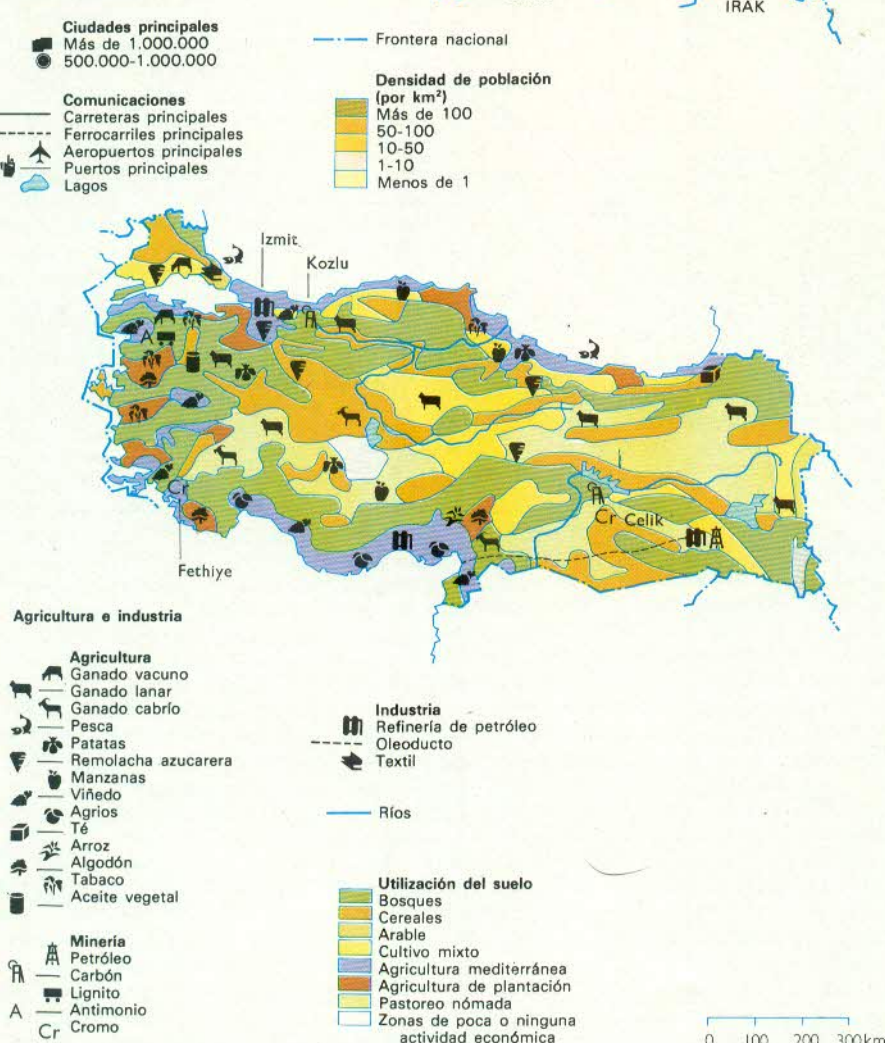 IRAK
Ciudades principales
Más de 1.000.000
500.000-1.000.000
Comunicaciones
Carreteras principales
Ferrocarriles principales
Aeropuertos principales
Puertos principales
Lagos
Frontera nacional
Densidad de población
(por km²)
Más de 100
50-100
10-50
1-10
Menos de 1
Izmit
Kozlu
A
Cr
Cr Celik
Fethiye
Agricultura e industria
Agricultura
Ganado vacuno
Ganado lanar
Ganado cabrío
Pesca
Patatas
Remolacha azucarera
Manzanas
Viñedo
Agrios
Té
Arroz
Algodón
Tabaco
Aceite vegetal
Minería
Petróleo
Carbón
Lignito
A Antimonio
Cr Cromo
Industria
Refinería de petróleo
Oleoducto
Textil
Ríos
Utilización del suelo
Bosques
Cereales
Arable
Cultivo mixto
Agricultura mediterránea
Agricultura de plantación
Pastoreo nómada
Zonas de poca o ninguna
actividad económica
0 100 200 300km